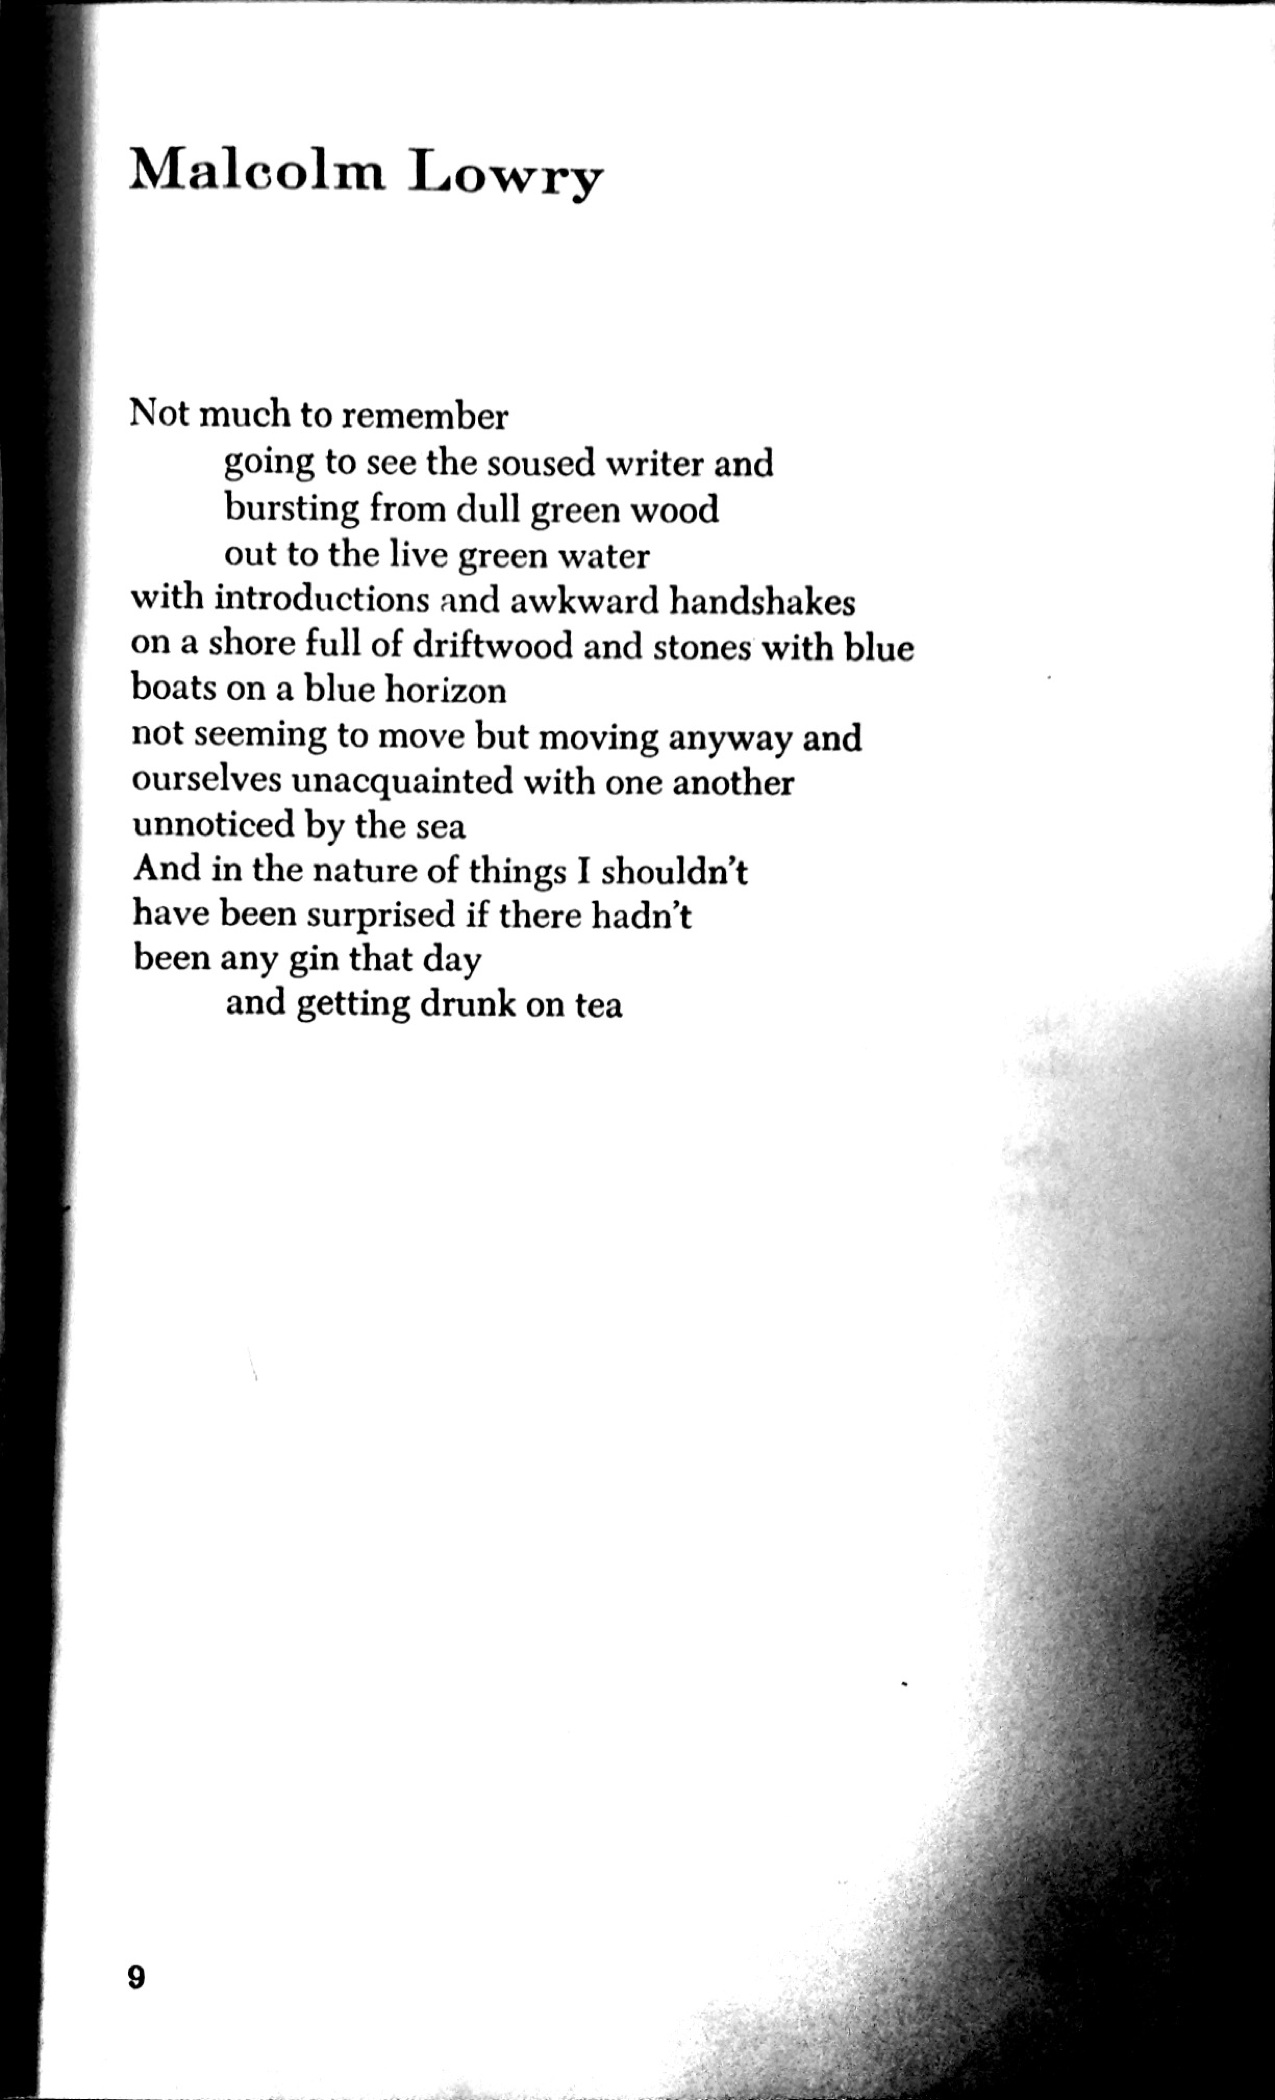 Malcolm Lowry
Not much to remember
going to see the soused writer and
bursting from dull green wood
out to the live green water
with introductions and awkward handshakes
on a shore full of driftwood and stones with blue
boats on a blue horizon
not seeming to move but moving anyway and
ourselves unacquainted with one another
unnoticed by the sea
And in the nature of things I shouldn't
have been surprised if there hadn't
been any gin that day
and getting drunk on tea
9